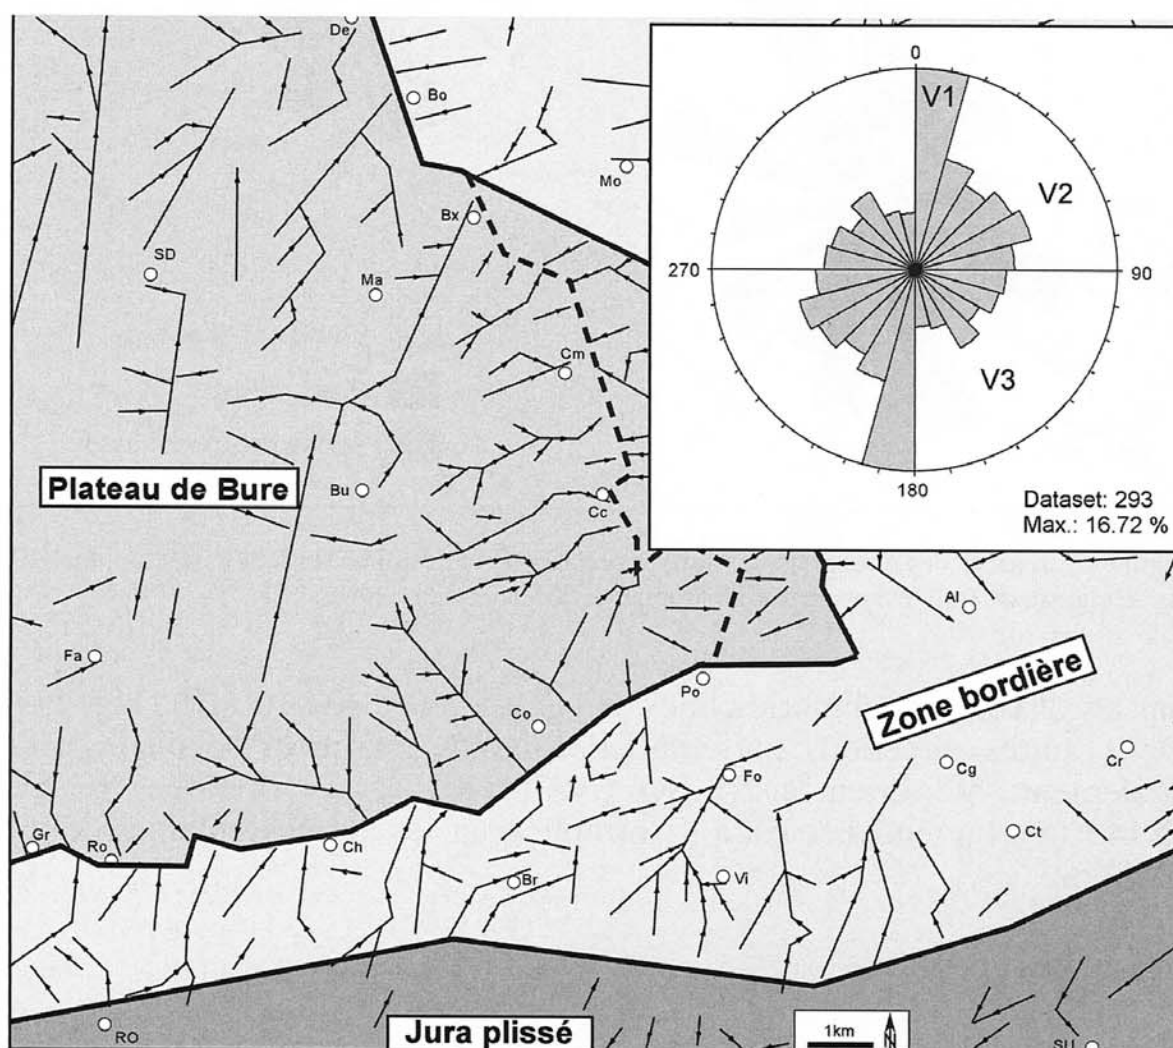 De
Bo
Mo
Bx
SD
Ma
Cm
0
V1
V2
270
90
V3
180
Dataset: 293
Max.: 16.72 %
Plateau de Bure
Bu
Cc
Al
Fa
Po
Zone bordière
Co
Fo
Cg
Cr
Gr
Ro
Ch
Ct
Br
Vi
RO
Jura plissé
1km
N
SU